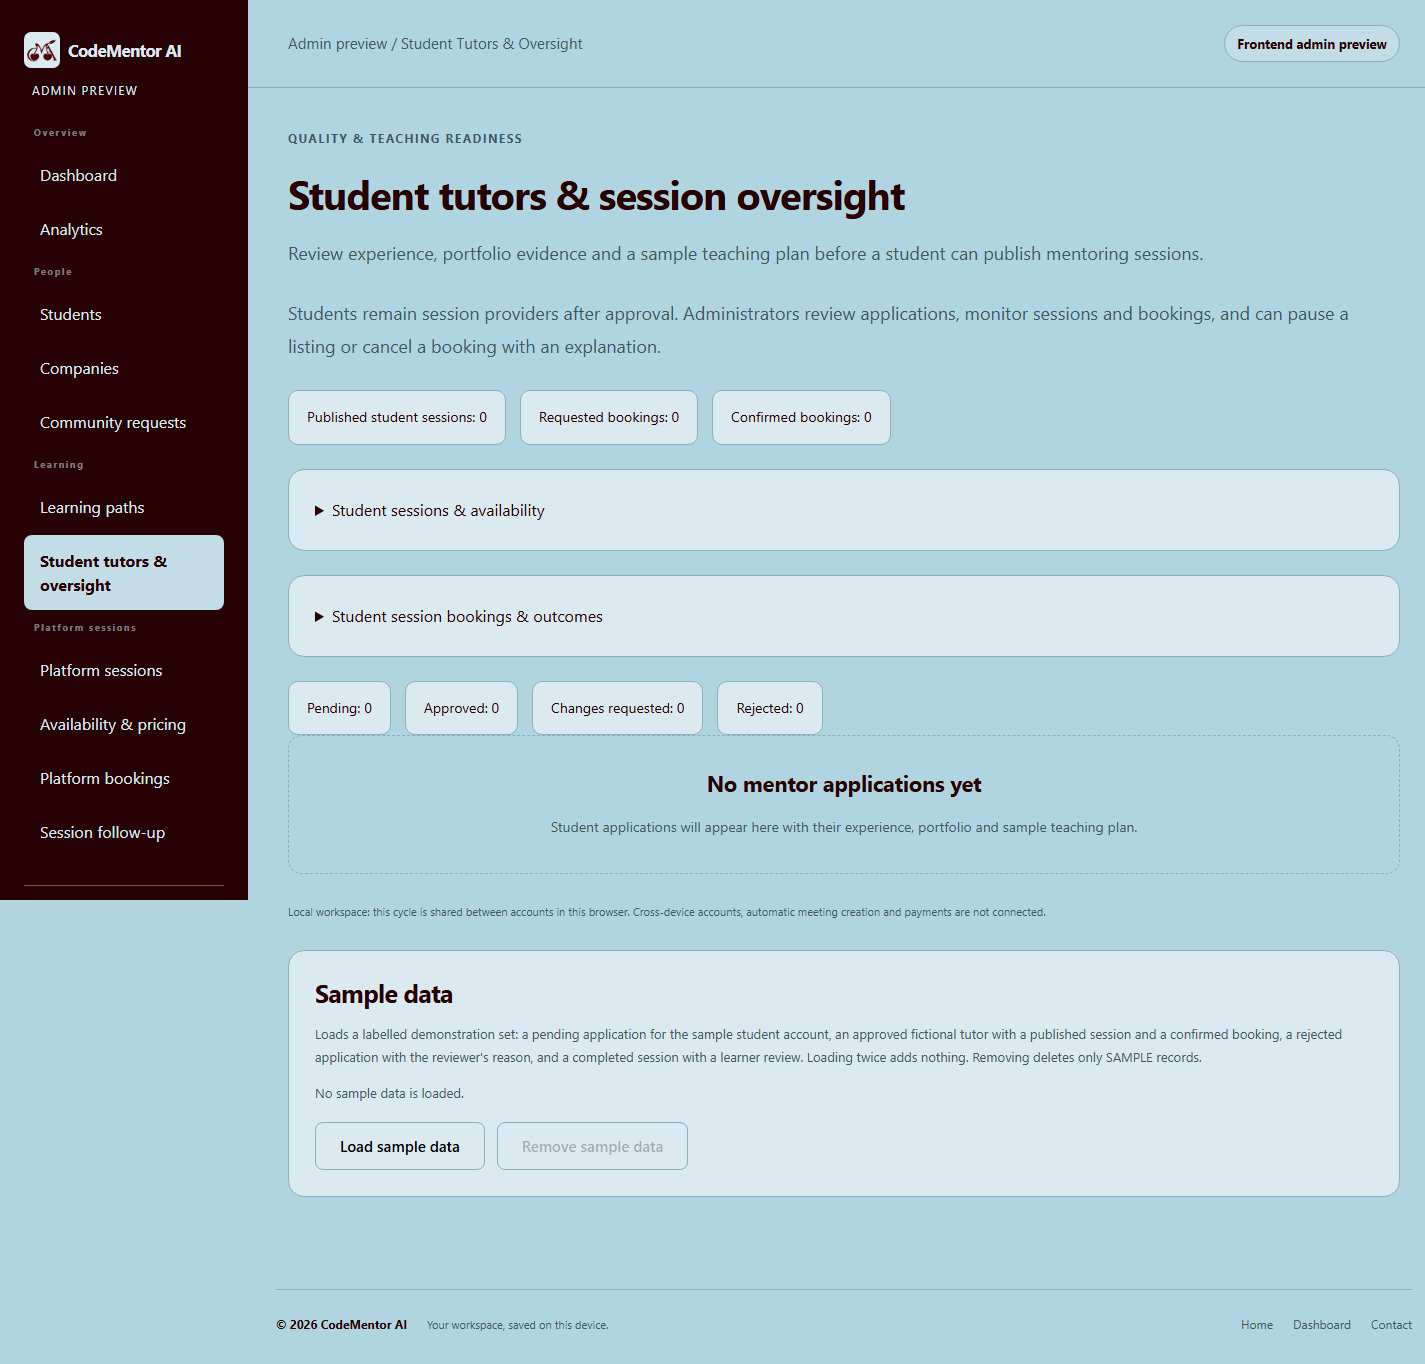 CodeMentor AI
ADMIN PREVIEW
Overview
Dashboard
Analytics
People
Students
Companies
Community requests
Learning
Learning paths
Student tutors &
oversight
Platform sessions
Platform sessions
Availability & pricing
Platform bookings
Session follow-up
Admin preview / Student Tutors & Oversight
Frontend admin preview
QUALITY & TEACHING READINESS
Student tutors & session oversight
Review experience, portfolio evidence and a sample teaching plan before a student can publish mentoring sessions.
Students remain session providers after approval. Administrators review applications, monitor sessions and bookings, and can pause a
listing or cancel a booking with an explanation.
Published student sessions: 0
Requested bookings: 0
Confirmed bookings: 0
Student sessions & availability
Student session bookings & outcomes
Pending: 0
Approved: 0
Changes requested: 0
Rejected: 0
No mentor applications yet
Student applications will appear here with their experience, portfolio and sample teaching plan.
Local workspace: this cycle is shared between accounts in this browser. Cross-device accounts, automatic meeting creation and payments are not connected.
Sample data
Loads a labelled demonstration set: a pending application for the sample student account, an approved fictional tutor with a published session and a confirmed booking, a rejected
application with the reviewer's reason, and a completed session with a learner review. Loading twice adds nothing. Removing deletes only SAMPLE records.
No sample data is loaded.
Load sample data
Remove sample data
© 2026 CodeMentor AI
Your workspace, saved on this device.
Home
Dashboard
Contact